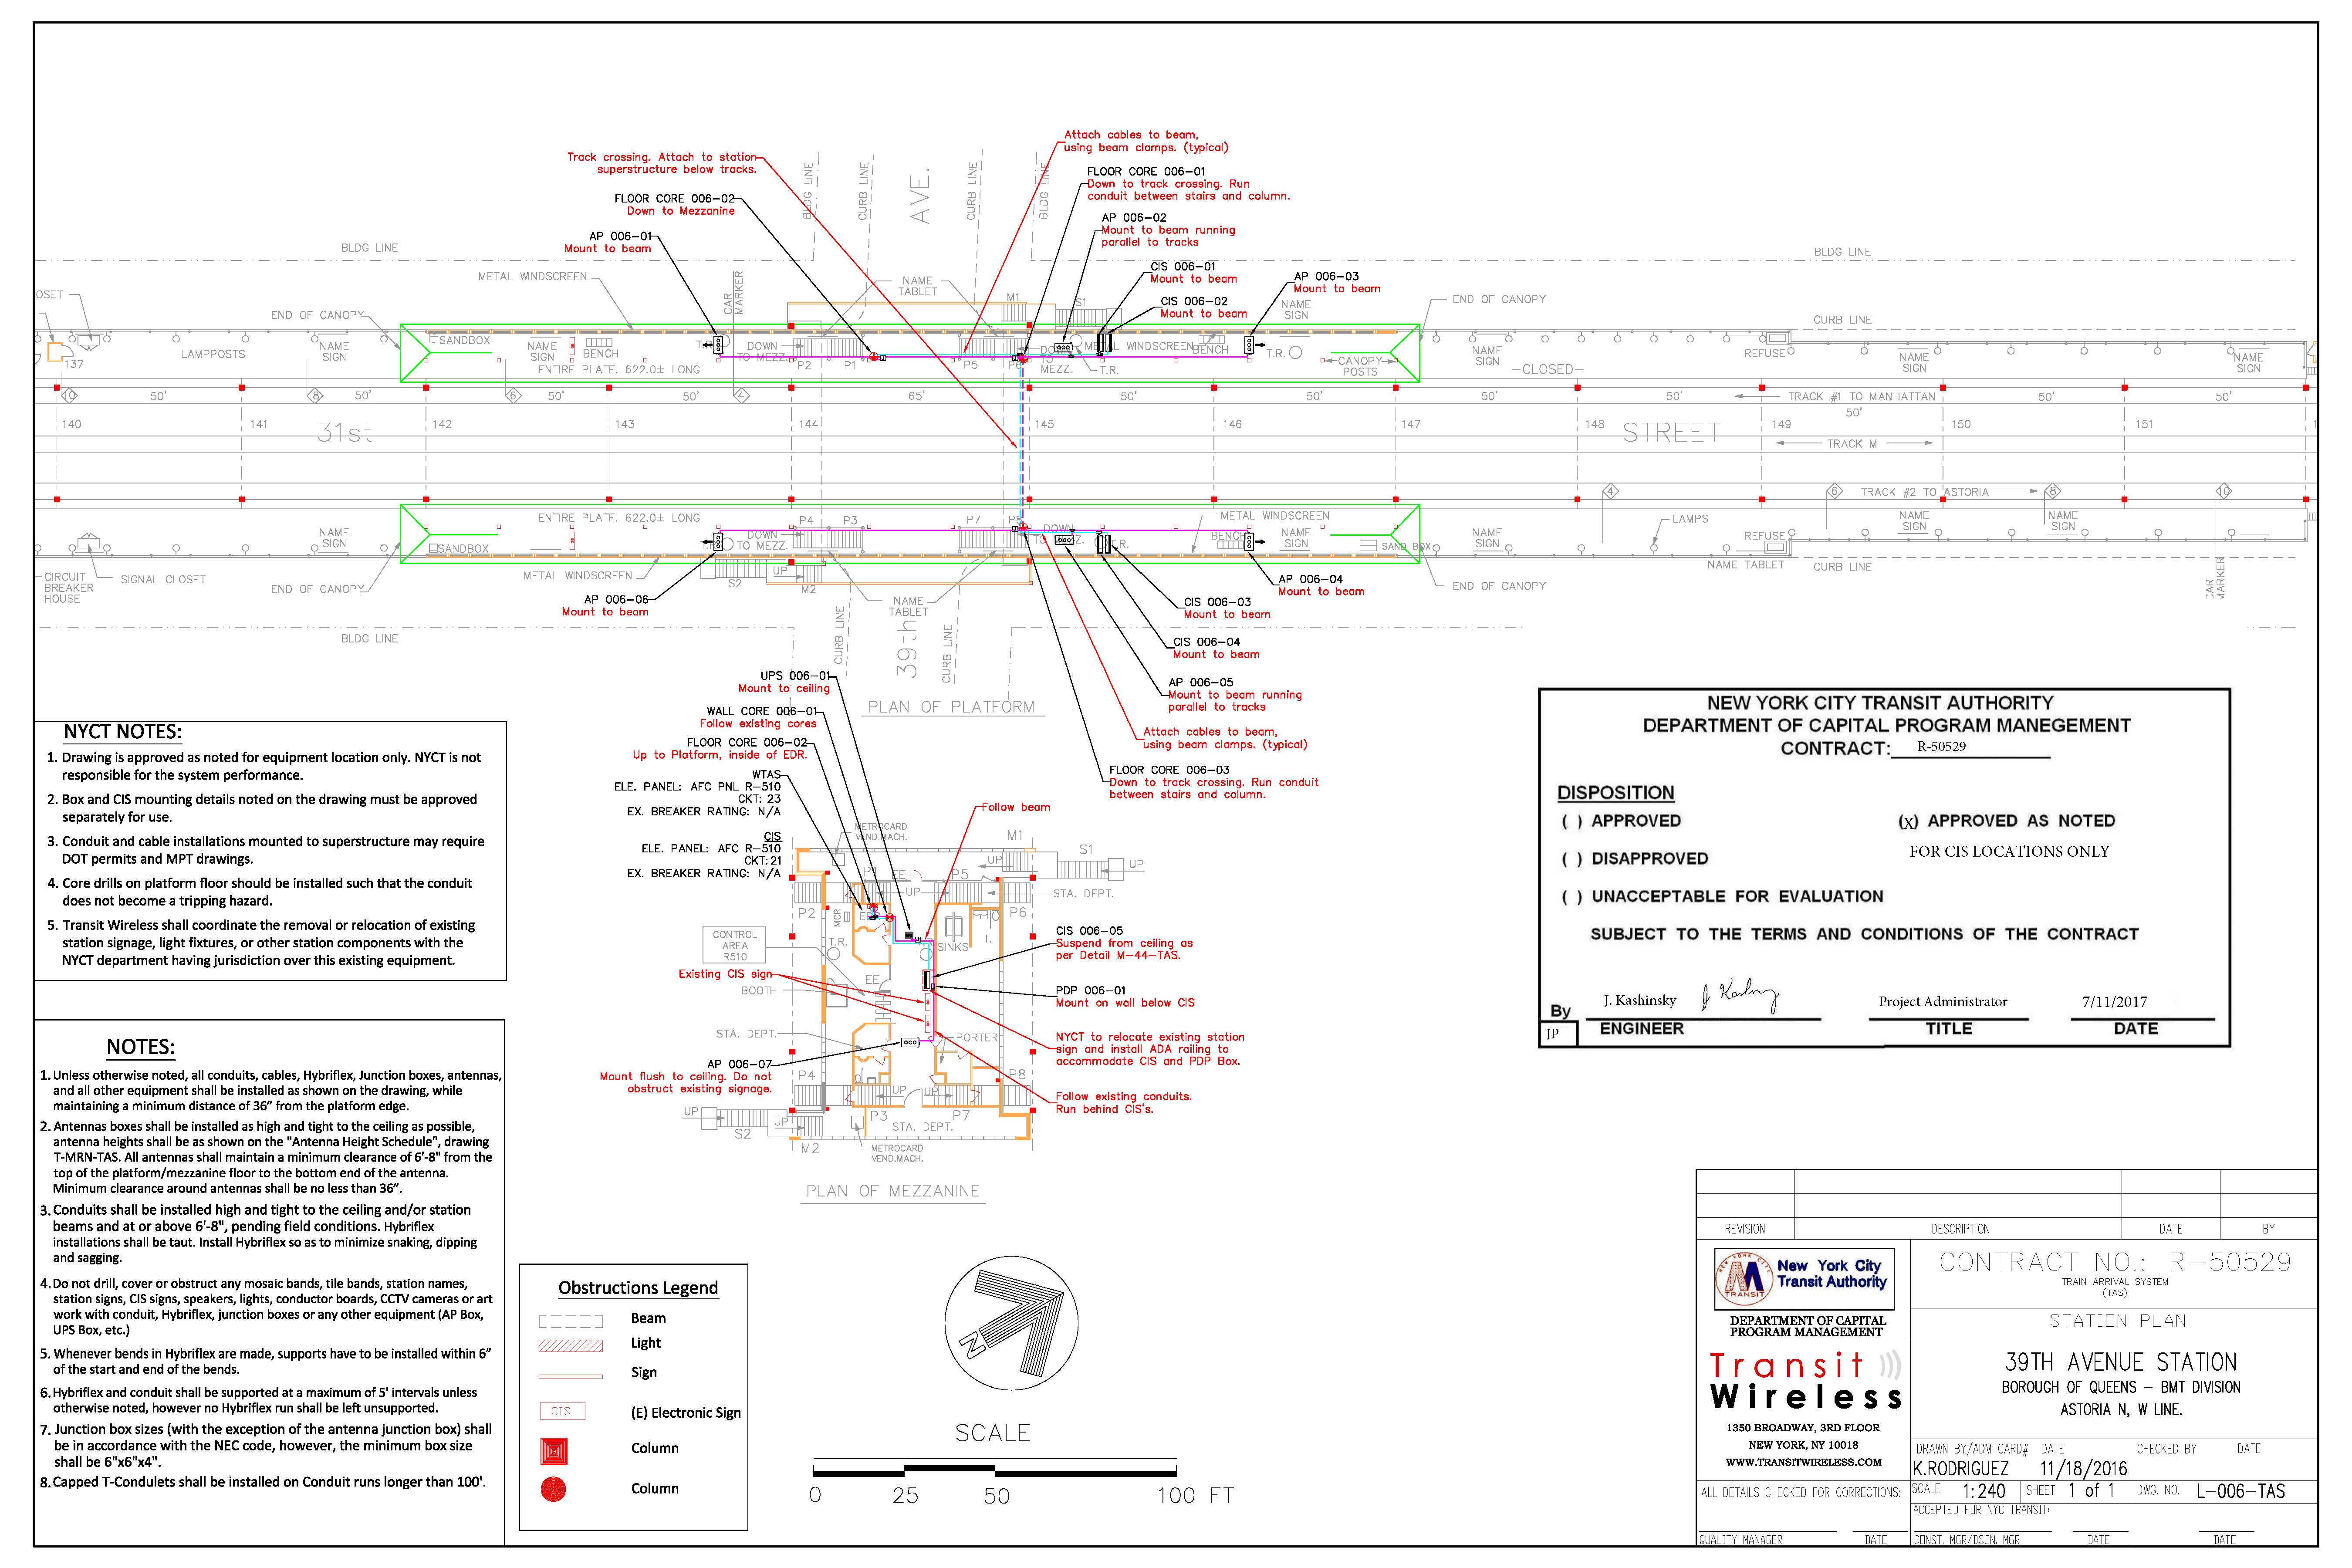 Attach cables to beam,
using beam clamps. (typical)
Track crossing. Attach to station
superstructure below tracks.
FLOOR CORE 006-01
Down to track crossing. Run
conduit between stairs and column.
FLOOR CORE 006-02
Down to Mezzanine
AP 006-02
Mount to beam running
parallel to tracks
AP 006-01
Mount to beam
CIS 006-01
Mount to beam
AP 006-03
Mount to beam
CIS 006-02
Mount to beam
BLDG LINE
CURB LINE
AVE.
CURB LINE
BLDG LINE
BLDG LINE
BLDG LINE
METAL WINDSCREEN
CAR
MARKER
NAME
TABLET
M1
S1
NAME
SIGN
END OF CANOPY
OSET
END OF CANOPY
CURB LINE
SANDBOX
LAMPPOSTS
NAME
SIGN
NAME
SIGN
BENCH
T.R.
DOWN
TO MEZZ.
DOWN
TO
MEZZ.
METAL WINDSCREEN
BENCH
T.R.
NAME
SIGN
REFUSE
NAME
SIGN
NAME
SIGN
137
ENTIRE PLATF. 622.0± LONG
P2
P1
P5
P6
T.R.
CANOPY
POSTS
-CLOSED-
10
50'
8
50'
6
50'
50'
4
65'
50'
50'
50'
50'
TRACK #1 TO MANHATTAN
50'
50'
50'
140
141
142
143
144
145
146
147
148
149
150
151
31st
STREET
TRACK M
4
6
TRACK #2 TO ASTORIA
8
10
NAME
SIGN
ENTIRE PLATF. 622.0± LONG
P4
P3
P7
P8
METAL WINDSCREEN
LAMPS
NAME
SIGN
NAME
SIGN
SANDBOX
T.R.
DOWN
TO MEZZ.
DOWN
TO MEZZ.
T.R.
BENCH
NAME
SIGN
SAND BOX
NAME
SIGN
REFUSE
CIRCUIT
BREAKER
HOUSE
SIGNAL CLOSET
END OF CANOPY
METAL WINDSCREEN
S2
UP
M2
NAME
TABLET
END OF CANOPY
NAME TABLET
CURB LINE
CAR
MARKER
AP 006-06
Mount to beam
AP 006-04
Mount to beam
CIS 006-03
Mount to beam
CIS 006-04
Mount to beam
BLDG LINE
CURB LINE
39th
CURB LINE
PLAN OF PLATFORM
AP 006-05
Mount to beam running
parallel to tracks
Attach cables to beam,
using beam clamps. (typical)
FLOOR CORE 006-03
Down to track crossing. Run conduit
between stairs and column.
UPS 006-01
Mount to ceiling
WALL CORE 006-01
Follow existing cores
FLOOR CORE 006-02
Up to Platform, inside of EDR.
WTAS
ELE. PANEL: AFC PNL R-510
CKT: 23
EX. BREAKER RATING: N/A
CIS
ELE. PANEL: AFC R-510
CKT: 21
EX. BREAKER RATING: N/A
Follow beam
METROCARD
VEND.MACH.
M1
S1
UP
UP
P1
EE
P5
UP
STA. DEPT.
P2
MCR
P6
T.R.
SINKS
T.
CONTROL
AREA
R510
CIS 006-05
Suspend from ceiling as
per Detail M-44-TAS.
Existing CIS sign
EE
BOOTH
PDP 006-01
Mount on wall below CIS
STA. DEPT.
PORTER
NYCT to relocate existing station
sign and install ADA railing to
accommodate CIS and PDP Box.
AP 006-07
Mount flush to ceiling. Do not
obstruct existing signage.
P4
P8
UP
UP
Follow existing conduits.
Run behind CIS's.
UP
S2
UP
P3
P7
STA. DEPT.
M2
METROCARD
VEND.MACH.
PLAN OF MEZZANINE
NYCT NOTES:
1. Drawing is approved as noted for equipment location only. NYCT is not
responsible for the system performance.
2. Box and CIS mounting details noted on the drawing must be approved
separately for use.
3. Conduit and cable installations mounted to superstructure may require
DOT permits and MPT drawings.
4. Core drills on platform floor should be installed such that the conduit
does not become a tripping hazard.
5. Transit Wireless shall coordinate the removal or relocation of existing
station signage, light fixtures, or other station components with the
NYCT department having jurisdiction over this existing equipment.
NOTES:
1. Unless otherwise noted, all conduits, cables, Hybriflex, Junction boxes, antennas,
and all other equipment shall be installed as shown on the drawing, while
maintaining a minimum distance of 36” from the platform edge.
2. Antennas boxes shall be installed as high and tight to the ceiling as possible,
antenna heights shall be as shown on the "Antenna Height Schedule", drawing
T-MRN-TAS. All antennas shall maintain a minimum clearance of 6'-8" from the
top of the platform/mezzanine floor to the bottom end of the antenna.
Minimum clearance around antennas shall be no less than 36”.
3. Conduits shall be installed high and tight to the ceiling and/or station
beams and at or above 6'-8", pending field conditions. Hybriflex
installations shall be taut. Install Hybriflex so as to minimize snaking, dipping
and sagging.
4. Do not drill, cover or obstruct any mosaic bands, tile bands, station names,
station signs, CIS signs, speakers, lights, conductor boards, CCTV cameras or art
work with conduit, Hybriflex, junction boxes or any other equipment (AP Box,
UPS Box, etc.)
5. Whenever bends in Hybriflex are made, supports have to be installed within 6”
of the start and end of the bends.
6. Hybriflex and conduit shall be supported at a maximum of 5' intervals unless
otherwise noted, however no Hybriflex run shall be left unsupported.
7. Junction box sizes (with the exception of the antenna junction box) shall
be in accordance with the NEC code, however, the minimum box size
shall be 6"x6"x4".
8. Capped T-Condulets shall be installed on Conduit runs longer than 100'.
Obstructions Legend
Beam
Light
Sign
CIS
(E) Electronic Sign
Column
Column
N
SCALE
0 25 50 100 FT
NEW YORK CITY TRANSIT AUTHORITY
DEPARTMENT OF CAPITAL PROGRAM MANEGEMENT
CONTRACT: R-50529
DISPOSITION
( ) APPROVED
(X) APPROVED AS NOTED
FOR CIS LOCATIONS ONLY
( ) DISAPPROVED
( ) UNACCEPTABLE FOR EVALUATION
SUBJECT TO THE TERMS AND CONDITIONS OF THE CONTRACT
By J. Kashinsky Project Administrator 7/11/2017
JP ENGINEER TITLE DATE
REVISION DESCRIPTION DATE BY
TRANSIT
New York City
Transit Authority
DEPARTMENT OF CAPITAL
PROGRAM MANAGEMENT
Transit
Wireless
1350 BROADWAY, 3RD FLOOR
NEW YORK, NY 10018
WWW.TRANSITWIRELESS.COM
ALL DETAILS CHECKED FOR CORRECTIONS:
QUALITY MANAGER DATE
CONTRACT NO.: R-50529
TRAIN ARRIVAL SYSTEM
(TAS)
STATION PLAN
39TH AVENUE STATION
BOROUGH OF QUEENS - BMT DIVISION
ASTORIA N, W LINE.
DRAWN BY/ADM CARD# DATE
K.RODRIGUEZ 11/18/2016
CHECKED BY DATE
SCALE 1:240
SHEET 1 of 1
DWG. NO. L-006-TAS
ACCEPTED FOR NYC TRANSIT:
CONST. MGR/DSGN. MGR DATE
DATE